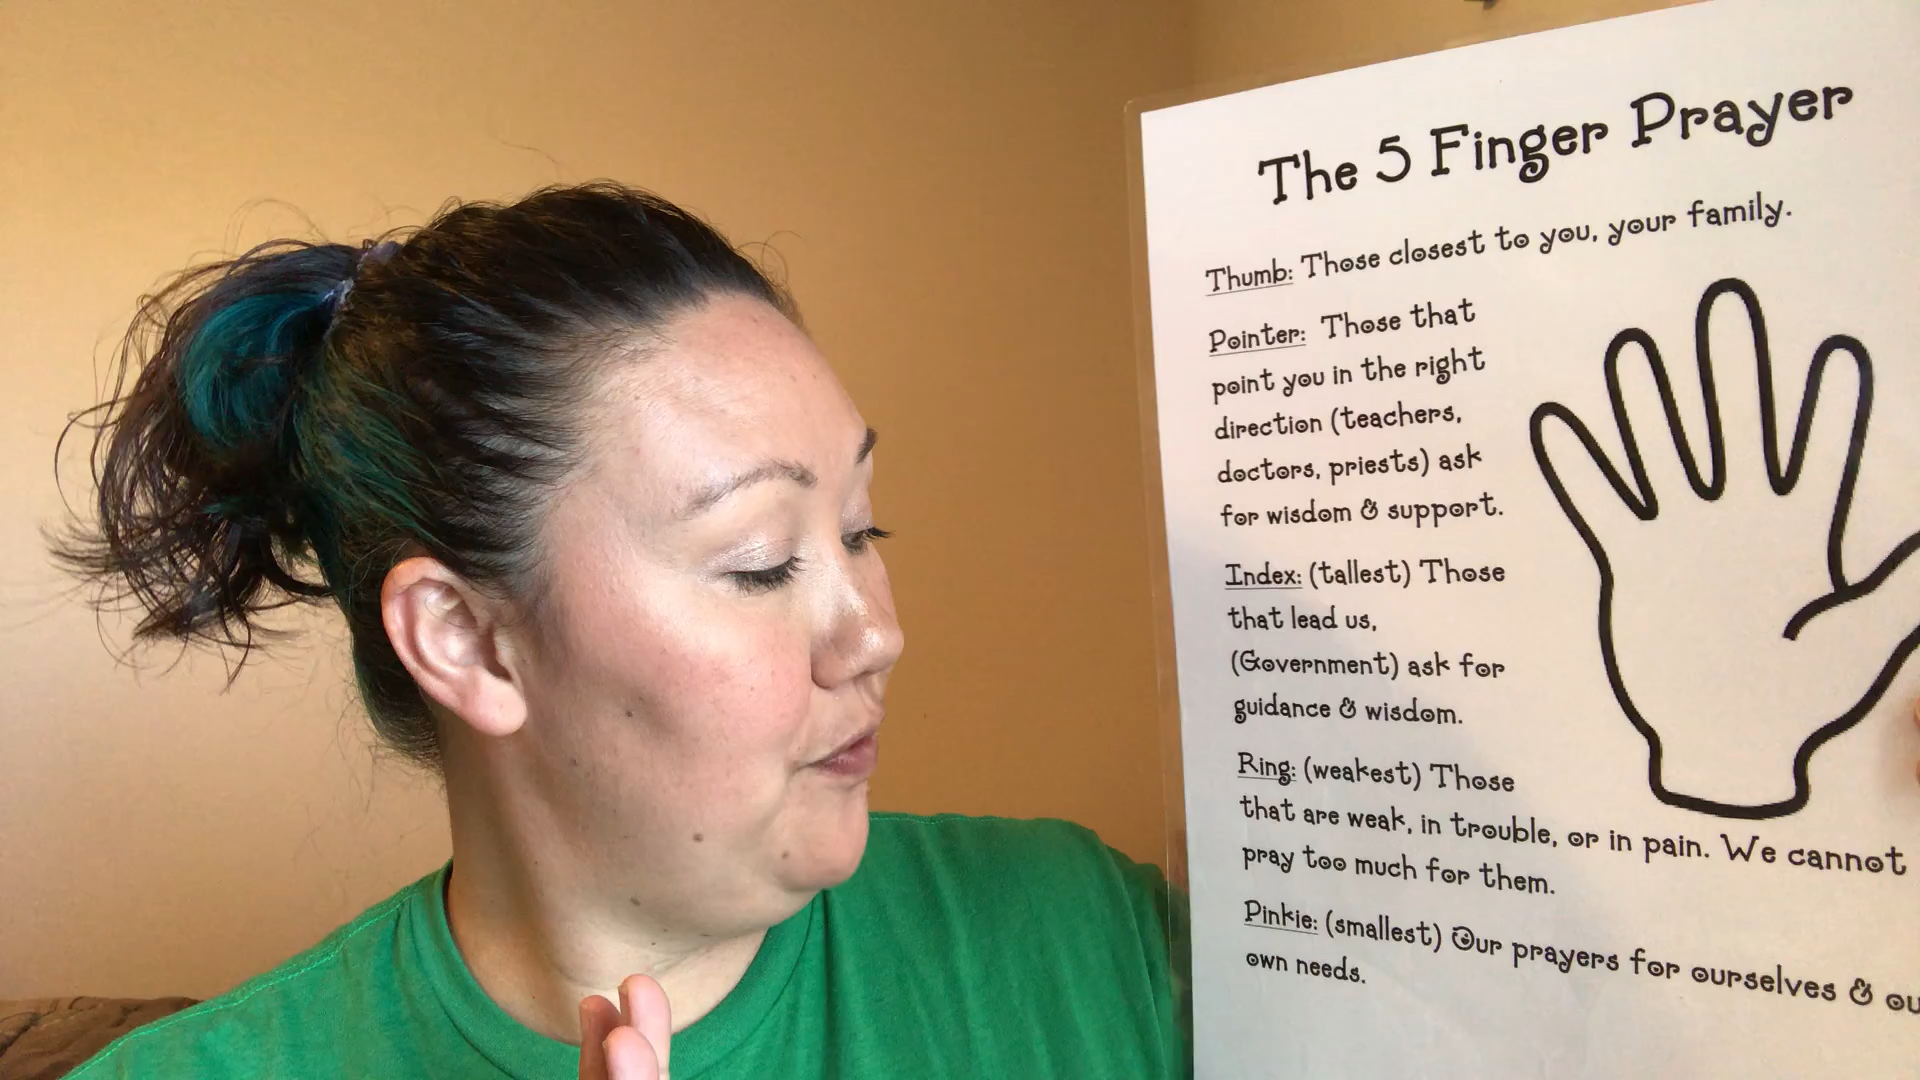 The 5 Finger Prayer
Thumb: Those closest to you, your family.
Pointer: Those that
point you in the right
direction (teachers,
doctors, priests) ask
for wisdom & support.
Index: (tallest) Those
that lead us,
(Government) ask for
guidance & wisdom.
Ring: (weakest) Those
that are weak, in trouble, or in pain. We cannot
pray too much for them.
Pinkie: (smallest) Our prayers for ourselves & ou
own needs.